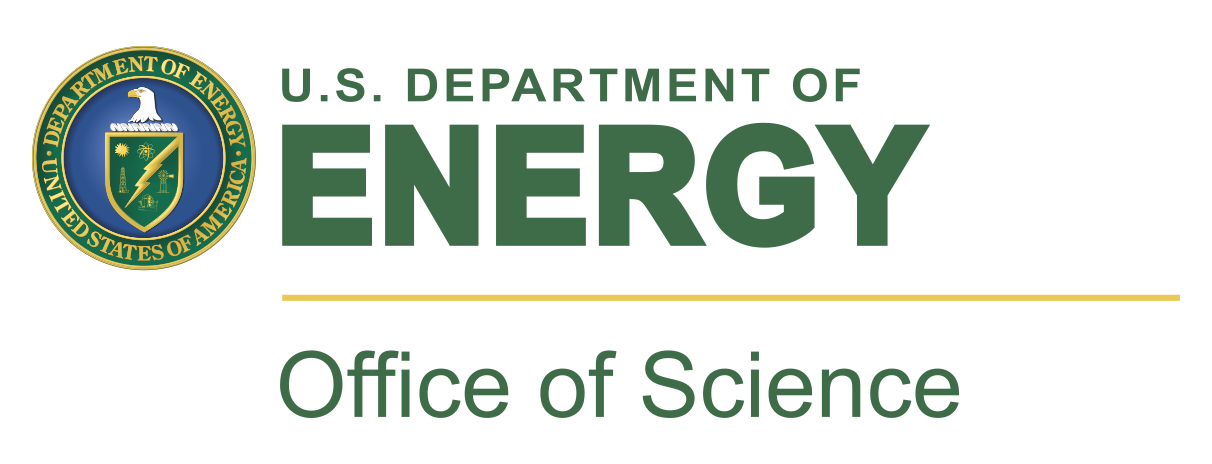 DEPARTMENT OF ENERGY
UNITED STATES OF AMERICA
U.S. DEPARTMENT OF
ENERGY
Office of Science